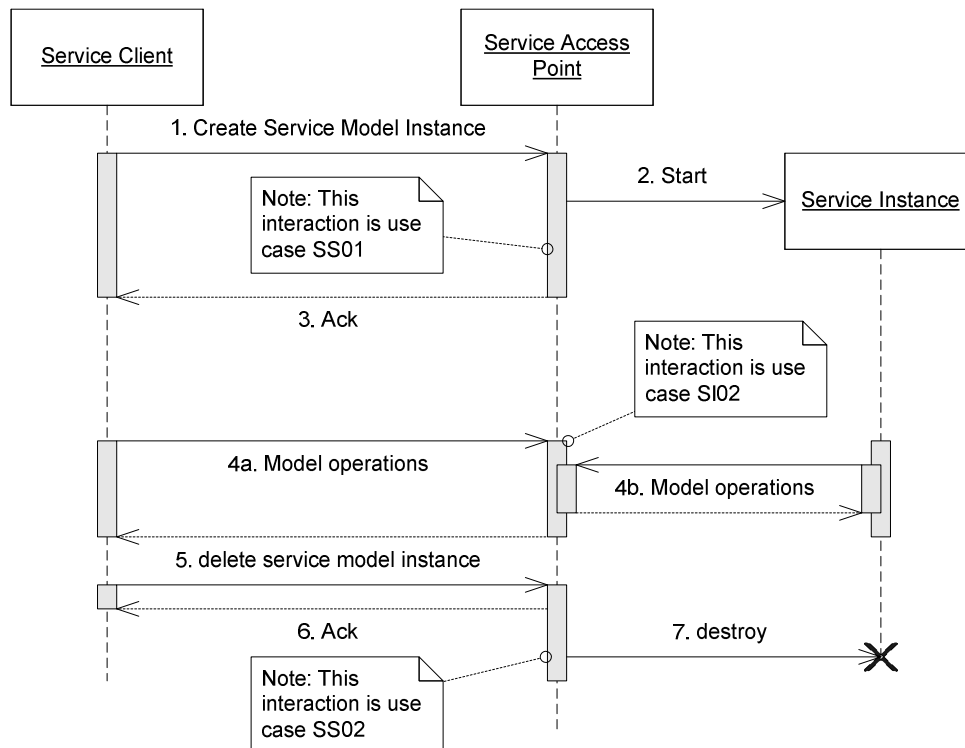 Service Client
Service Access
Point
1. Create Service Model Instance
2. Start
Service Instance
Note: This
interaction is use
case SS01
3. Ack
Note: This
interaction is use
case SI02
4a. Model operations
4b. Model operations
5. delete service model instance
6. Ack
7. destroy
Note: This
interaction is use
case SS02